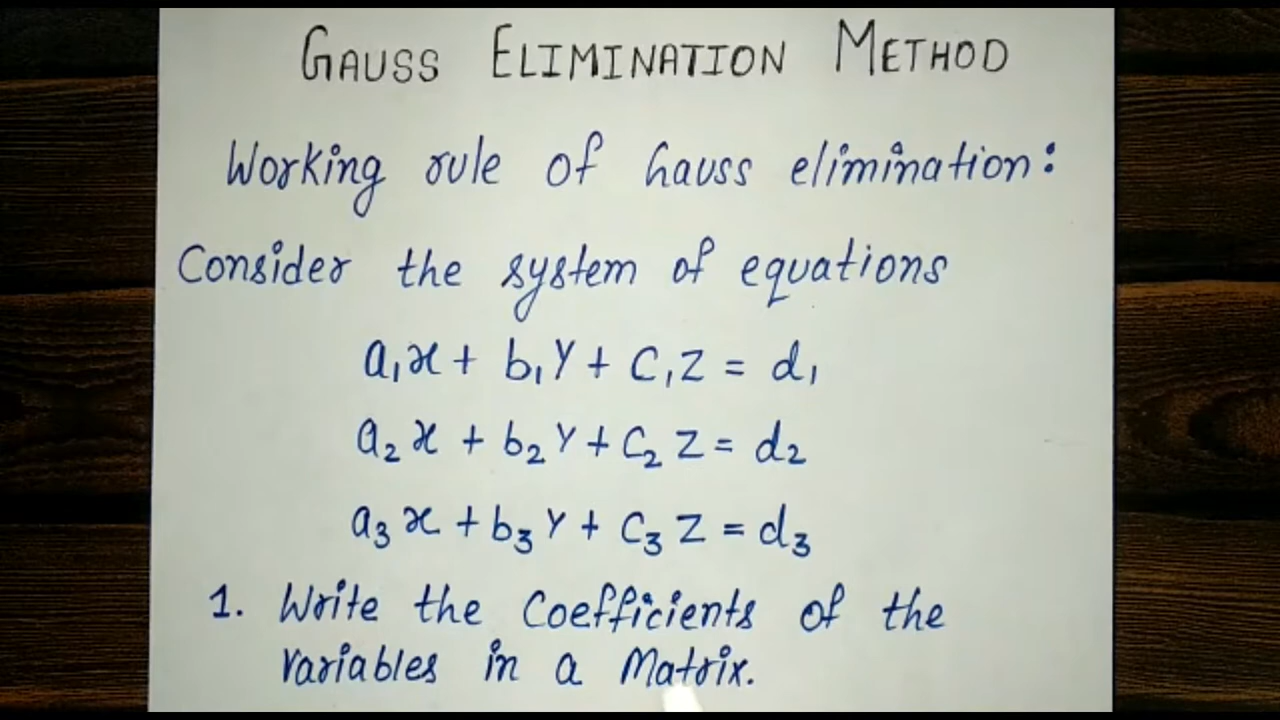 GAUSS ELIMINATION METHOD
Working rule of Gauss elimination:
Consider the system of equations
a₁x + b₁y + c₁z = d₁
a₂x + b₂y + c₂z = d₂
a₃x + b₃y + c₃z = d₃
1. Write the Coefficients of the
variables in a Matrix.